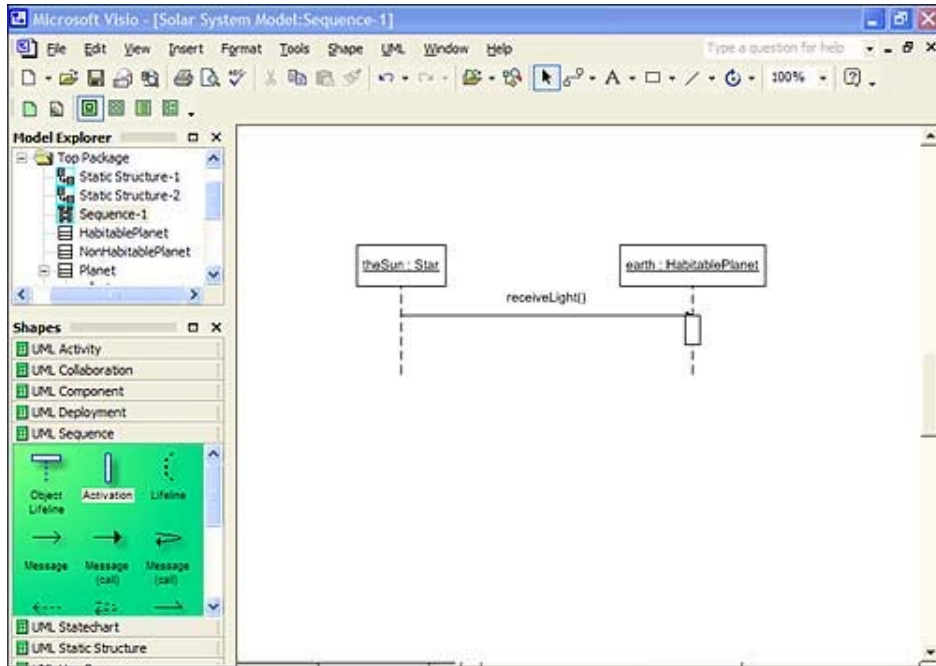 Microsoft Visio - [Solar System Model:Sequence-1]
File Edit View Insert Format Tools Shape UML Window Help
Type a question for help
100%
Model Explorer
Top Package
Static Structure-1
Static Structure-2
Sequence-1
HabitablePlanet
NonHabitablePlanet
Planet
Shapes
UML Activity
UML Collaboration
UML Component
UML Deployment
UML Sequence
Object Lifeline
Activation
Lifeline
Message
Message (call)
Message (call)
UML Statechart
UML Static Structure
theSun : Star
earth : HabitablePlanet
receiveLight()